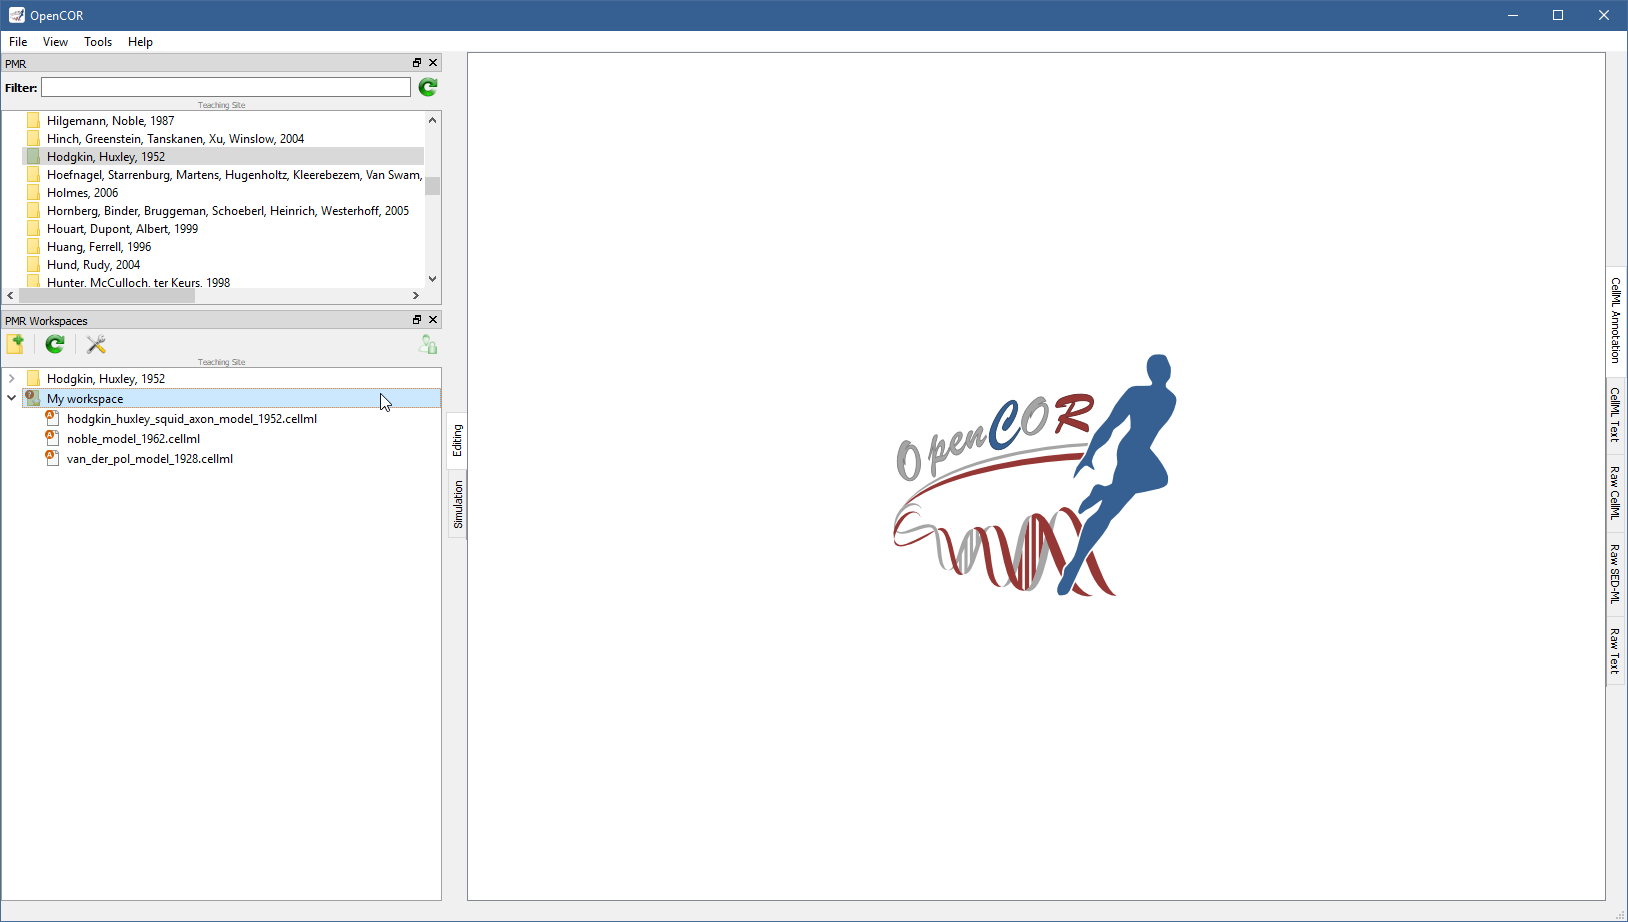 OpenCOR
File View Tools Help
PMR
Filter:
Teaching Site
Hilgemann, Noble, 1987
Hinch, Greenstein, Tanskanen, Xu, Winslow, 2004
Hodgkin, Huxley, 1952
Hoefnagel, Starrenburg, Martens, Hugenholtz, Kleerebezem, Van Swam,
Holmes, 2006
Hornberg, Binder, Bruggeman, Schoeberl, Heinrich, Westerhoff, 2005
Houart, Dupont, Albert, 1999
Huang, Ferrell, 1996
Hund, Rudy, 2004
Hunter, McCulloch, ter Keurs, 1998
PMR Workspaces
Teaching Site
Hodgkin, Huxley, 1952
My workspace
hodgkin_huxley_squid_axon_model_1952.cellml
noble_model_1962.cellml
van_der_pol_model_1928.cellml
Editing
Simulation
OpenCOR
CellML Annotation
CellML Text
Raw CellML
Raw SED-ML
Raw Text